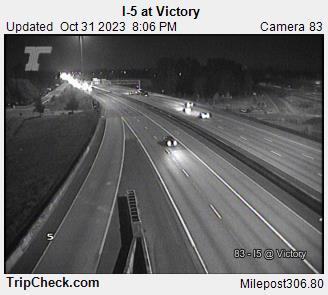 I-5 at Victory
Updated Oct 31 2023 8:06 PM Camera 83
T
S
83 - I5 @ Victory
TripCheck.com Milepost306.80